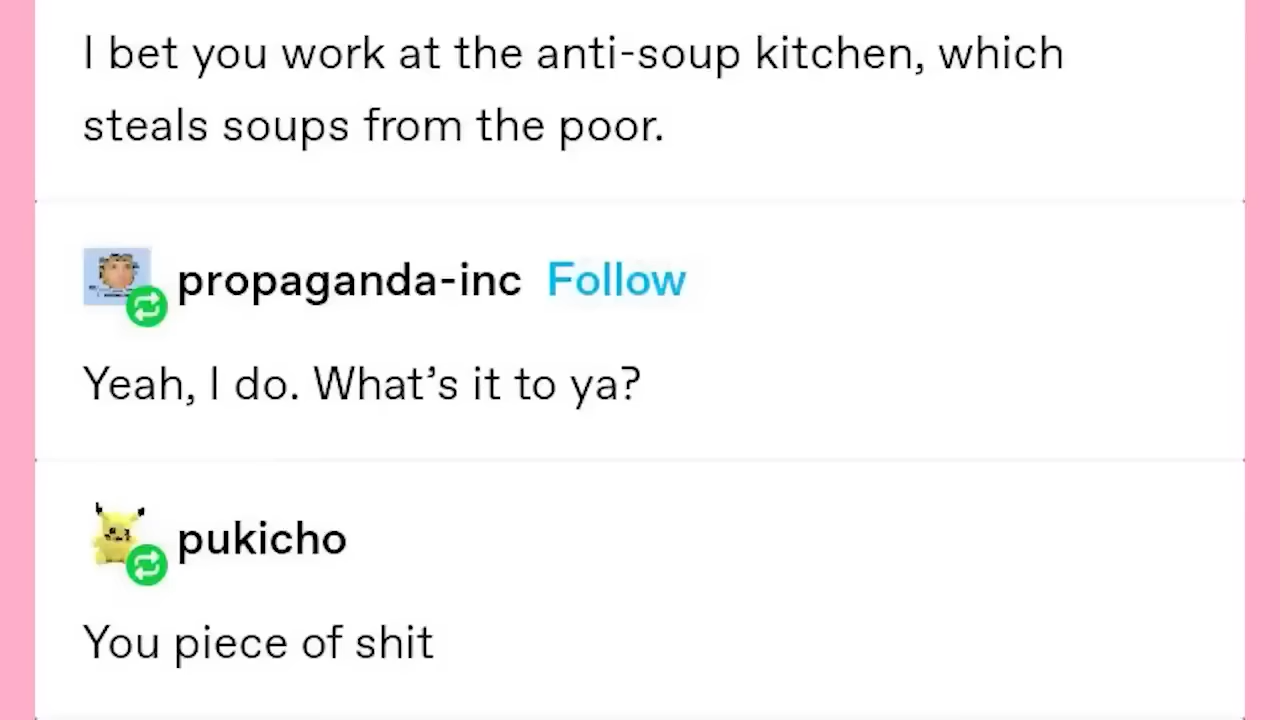 I bet you work at the anti-soup kitchen, which
steals soups from the poor.
propaganda-inc Follow
Yeah, I do. What’s it to ya?
pukicho
You piece of shit